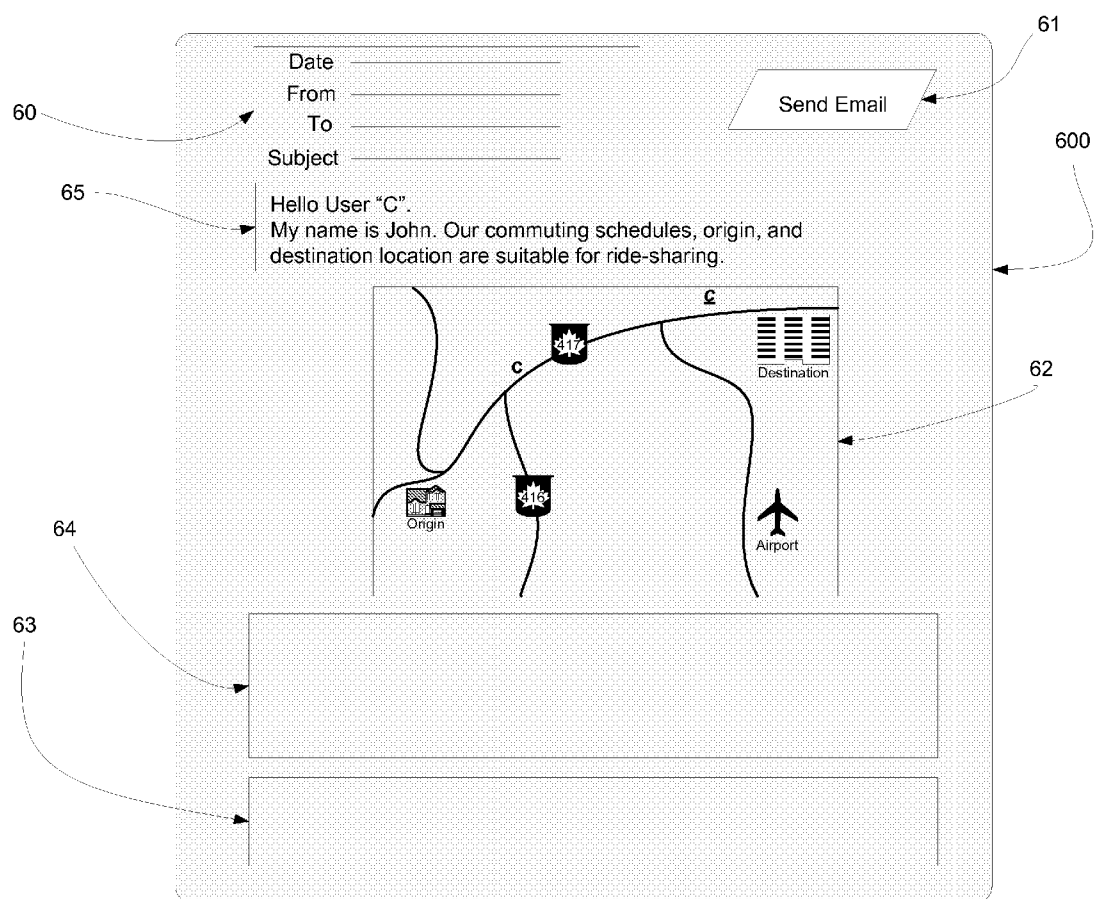 61
Date
Send Email
From
60
To
600
Subject
65
Hello User “C”.
My name is John. Our commuting schedules, origin, and
destination location are suitable for ride-sharing.
C
417
C
Destination
62
416
Origin
Airport
64
63